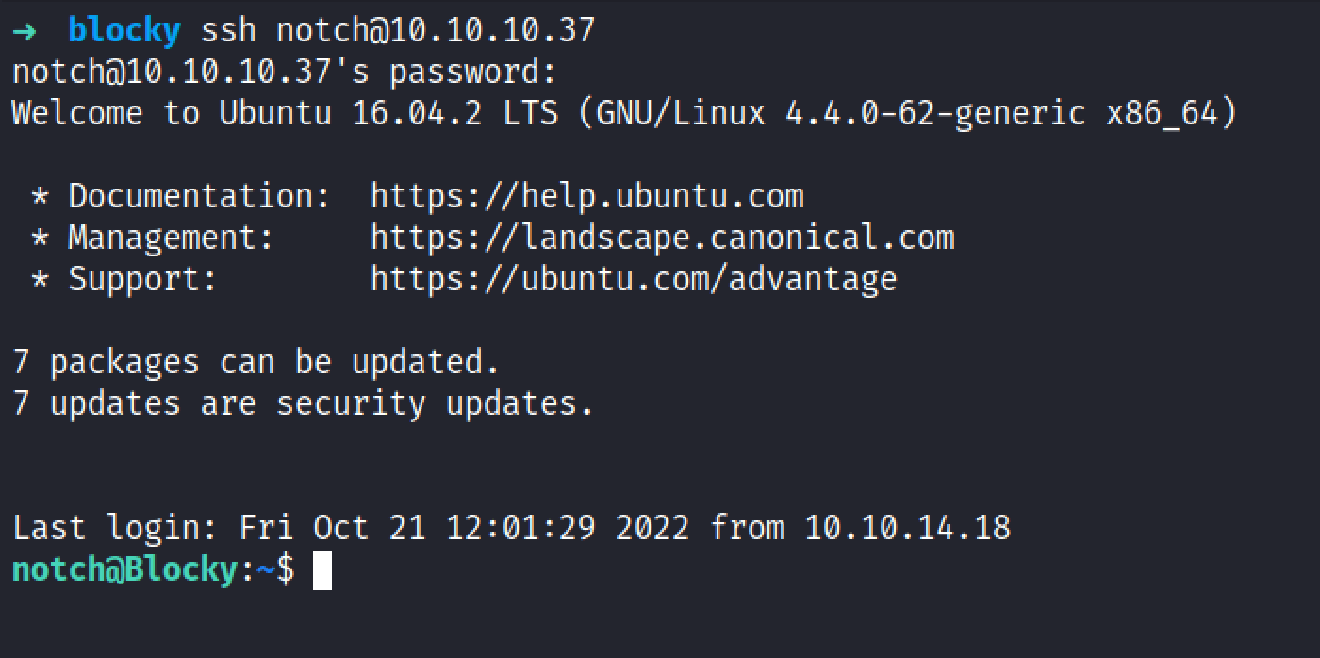 → blocky ssh notch@10.10.10.37
notch@10.10.10.37's password:
Welcome to Ubuntu 16.04.2 LTS (GNU/Linux 4.4.0-62-generic x86_64)
* Documentation: https://help.ubuntu.com
* Management: https://landscape.canonical.com
* Support: https://ubuntu.com/advantage
7 packages can be updated.
7 updates are security updates.
Last login: Fri Oct 21 12:01:29 2022 from 10.10.14.18
notch@Blocky:~$